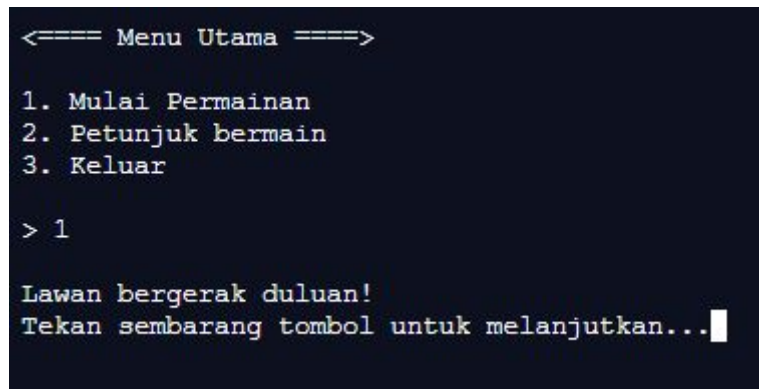 <==== Menu Utama ====>
1. Mulai Permainan
2. Petunjuk bermain
3. Keluar
> 1
Lawan bergerak duluan!
Tekan sembarang tombol untuk melanjutkan...